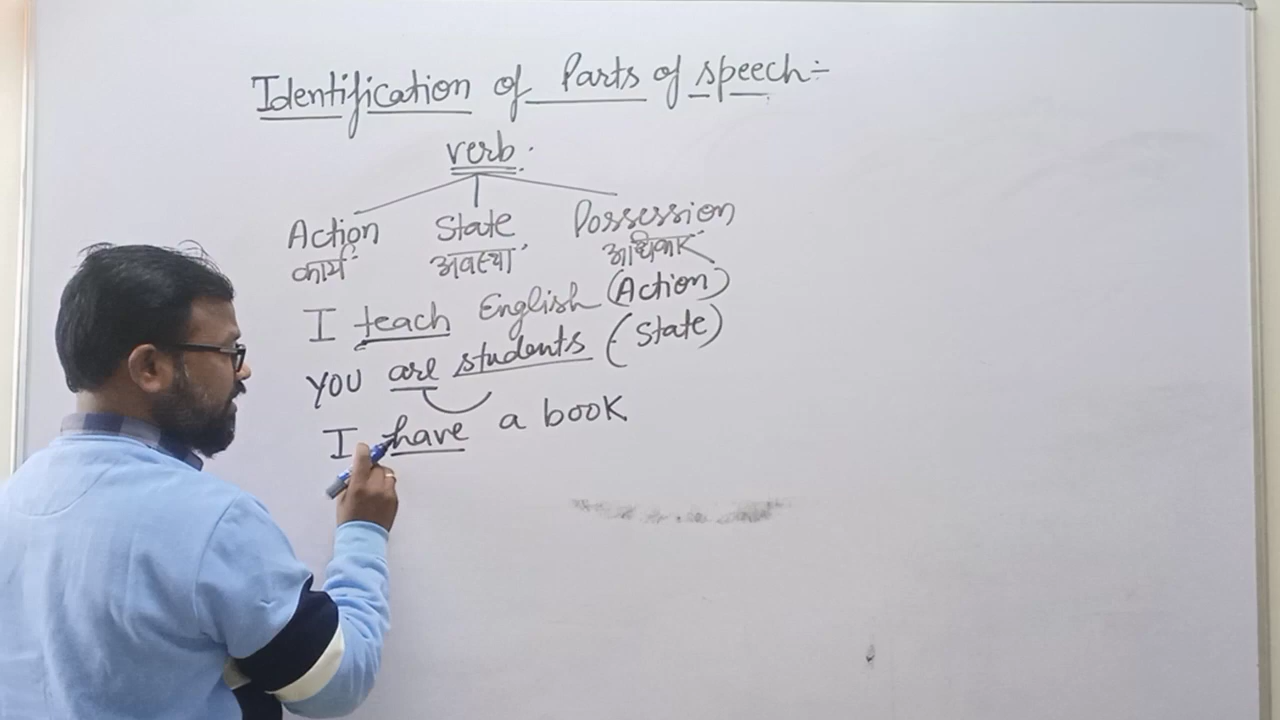 Identification of Parts of speech:-
verb.
Action State Possession
कार्य अवस्था अधिकार
I teach English (Action)
You are students (State)
I have a book